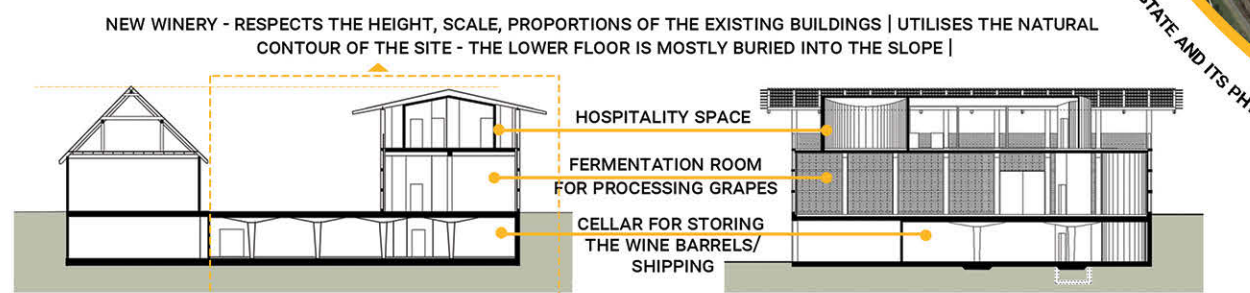 NEW WINERY - RESPECTS THE HEIGHT, SCALE, PROPORTIONS OF THE EXISTING BUILDINGS | UTILISES THE NATURAL
CONTOUR OF THE SITE - THE LOWER FLOOR IS MOSTLY BURIED INTO THE SLOPE |
HOSPITALITY SPACE
FERMENTATION ROOM
FOR PROCESSING GRAPES
CELLAR FOR STORING
THE WINE BARRELS/
SHIPPING
AND ITS